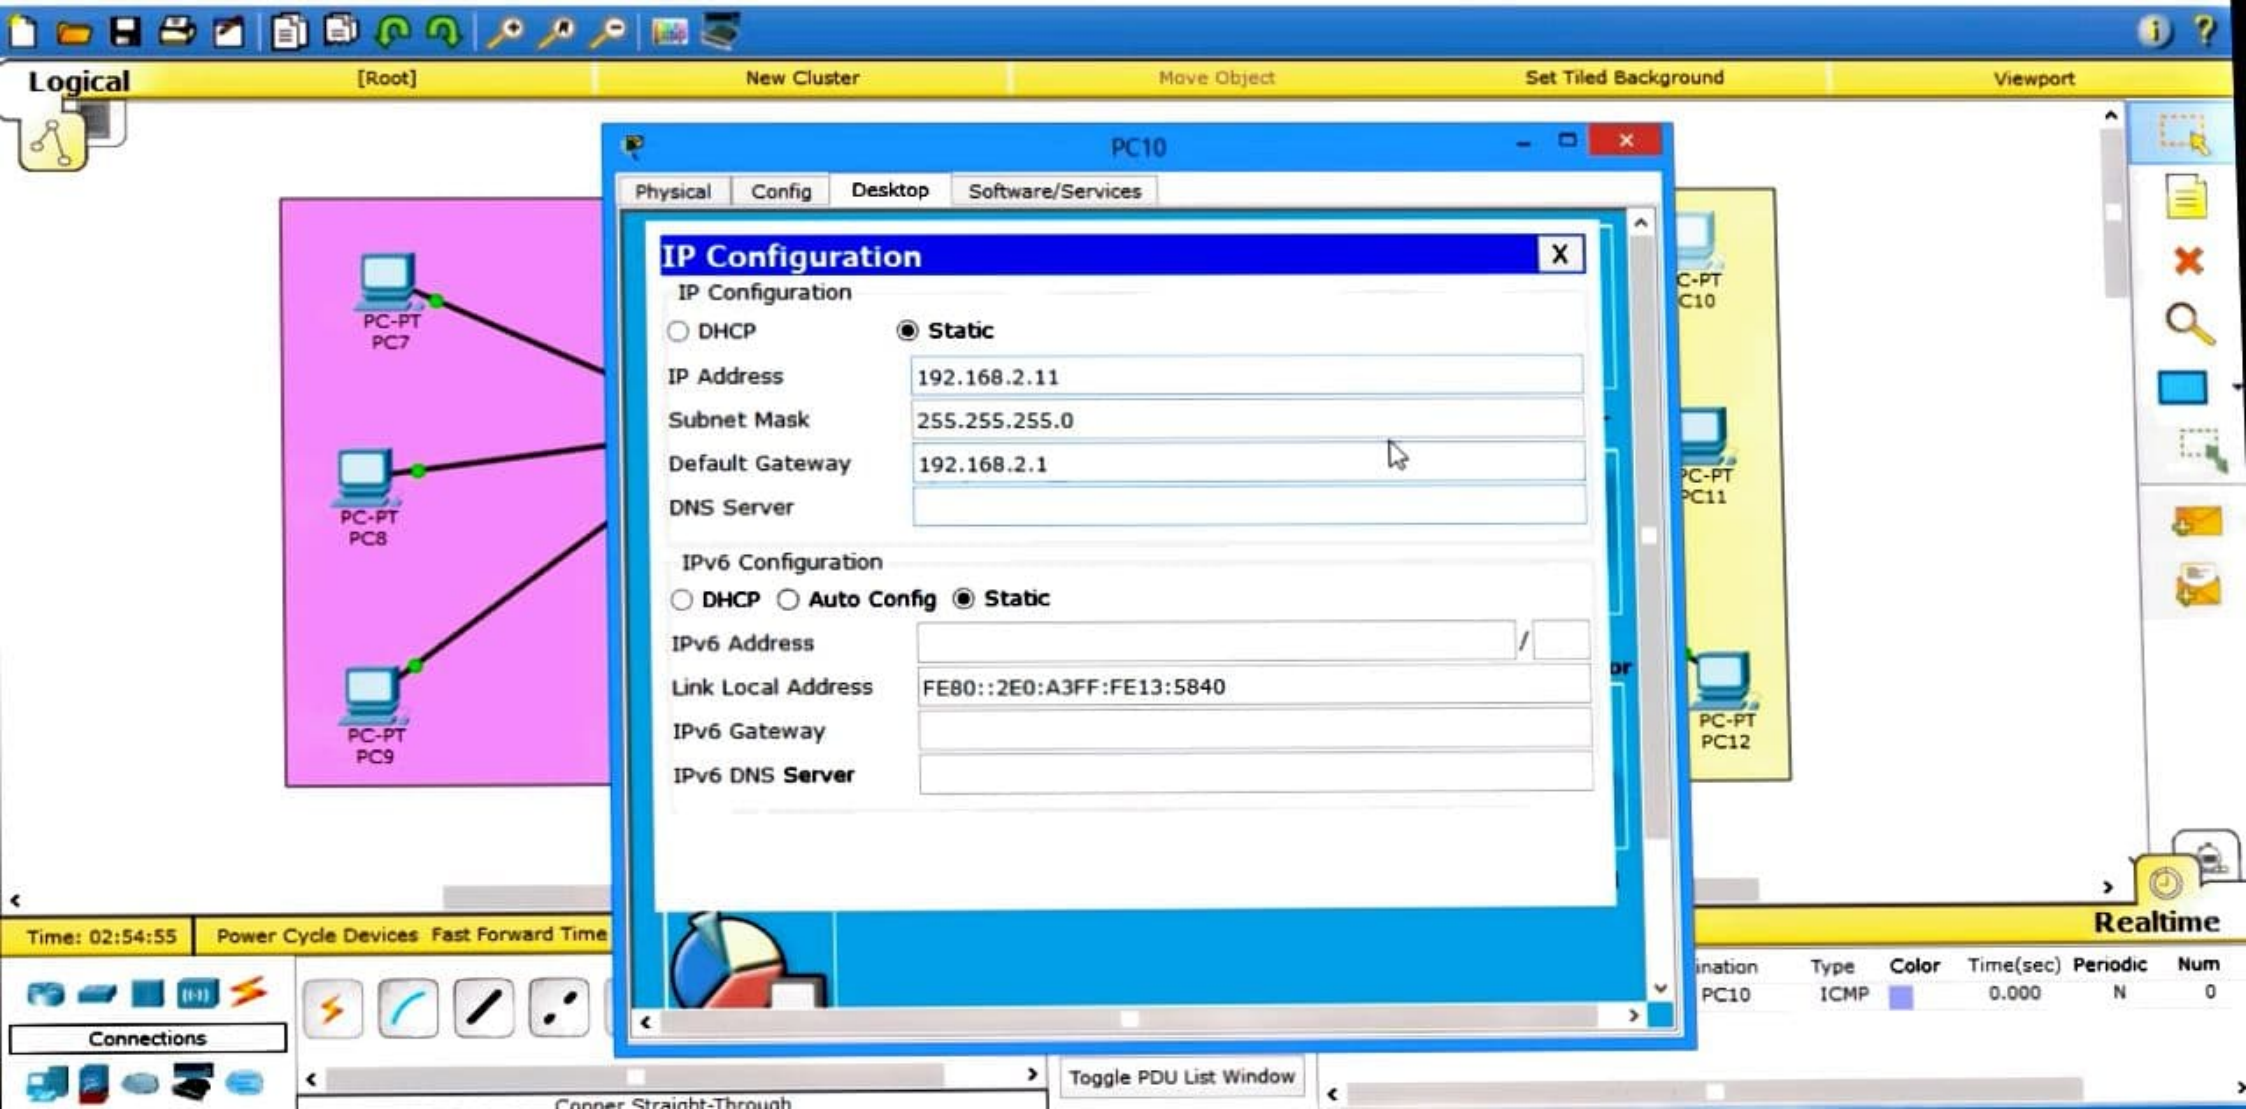 Logical [Root] New Cluster Move Object Set Tiled Background Viewport
PC10
Physical Config Desktop Software/Services
IP Configuration X
IP Configuration
DHCP Static
IP Address 192.168.2.11
Subnet Mask 255.255.255.0
Default Gateway 192.168.2.1
DNS Server
IPv6 Configuration
DHCP Auto Config Static
IPv6 Address /
Link Local Address FE80::2E0:A3FF:FE13:5840
IPv6 Gateway
IPv6 DNS Server
PC-PT
PC7
PC-PT
PC8
PC-PT
PC9
C-PT
C10
PC-PT
PC11
PC-PT
PC12
or
Time: 02:54:55 Power Cycle Devices Fast Forward Time
Realtime
ination Type Color Time(sec) Periodic Num
PC10 ICMP 0.000 N 0
Connections
Toggle PDU List Window
Copper Straight-Through